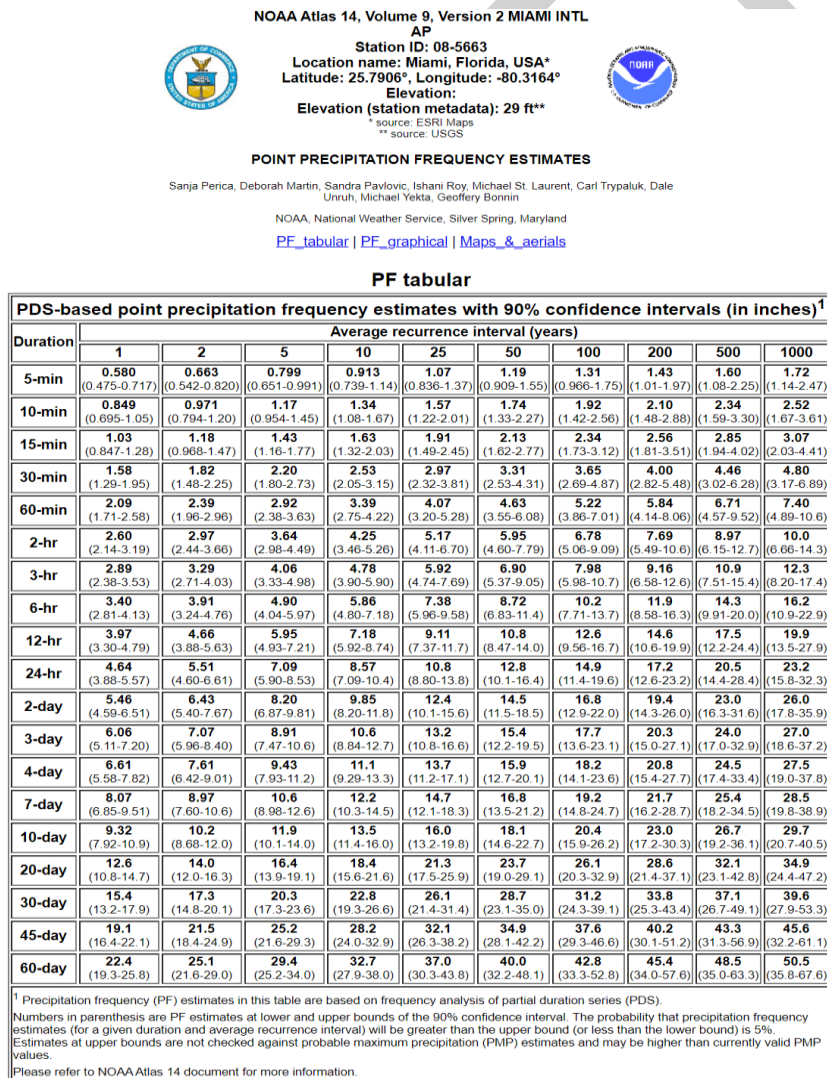 NOAA Atlas 14, Volume 9, Version 2 MIAMI INTL
AP
Station ID: 08-5663
Location name: Miami, Florida, USA*
Latitude: 25.7906°, Longitude: -80.3164°
Elevation:
Elevation (station metadata): 29 ft**
* source: ESRI Maps
** source: USGS
POINT PRECIPITATION FREQUENCY ESTIMATES
Sanja Perica, Deborah Martin, Sandra Pavlovic, Ishani Roy, Michael St. Laurent, Carl Trypaluk, Dale
Unruh, Michael Yekta, Geoffery Bonnin
NOAA, National Weather Service, Silver Spring, Maryland
PF_tabular | PF_graphical | Maps_&_aerials
PF tabular
PDS-based point precipitation frequency estimates with 90% confidence intervals (in inches)1
Duration Average recurrence interval (years)
1 2 5 10 25 50 100 200 500 1000
5-min 0.580 0.663 0.799 0.913 1.07 1.19 1.31 1.43 1.60 1.72
(0.475-0.717) (0.542-0.820) (0.651-0.991) (0.739-1.14) (0.836-1.37) (0.909-1.55) (0.966-1.75) (1.01-1.97) (1.08-2.25) (1.14-2.47)
10-min 0.849 0.971 1.17 1.34 1.57 1.74 1.92 2.10 2.34 2.52
(0.695-1.05) (0.794-1.20) (0.954-1.45) (1.08-1.67) (1.22-2.01) (1.33-2.27) (1.42-2.56) (1.48-2.88) (1.59-3.30) (1.67-3.61)
15-min 1.03 1.18 1.43 1.63 1.91 2.13 2.34 2.56 2.85 3.07
(0.847-1.28) (0.968-1.47) (1.16-1.77) (1.32-2.03) (1.49-2.45) (1.62-2.77) (1.73-3.12) (1.81-3.51) (1.94-4.02) (2.03-4.41)
30-min 1.58 1.82 2.20 2.53 2.97 3.31 3.65 4.00 4.46 4.80
(1.29-1.95) (1.48-2.25) (1.80-2.73) (2.05-3.15) (2.32-3.81) (2.53-4.31) (2.69-4.87) (2.82-5.48) (3.02-6.28) (3.17-6.89)
60-min 2.09 2.39 2.92 3.39 4.07 4.63 5.22 5.84 6.71 7.40
(1.71-2.58) (1.96-2.96) (2.38-3.63) (2.75-4.22) (3.20-5.28) (3.55-6.08) (3.86-7.01) (4.14-8.06) (4.57-9.52) (4.89-10.6)
2-hr 2.60 2.97 3.64 4.25 5.17 5.95 6.78 7.69 8.97 10.0
(2.14-3.19) (2.44-3.66) (2.98-4.49) (3.46-5.26) (4.11-6.70) (4.60-7.79) (5.06-9.09) (5.49-10.6) (6.15-12.7) (6.66-14.3)
3-hr 2.89 3.29 4.06 4.78 5.92 6.90 7.98 9.16 10.9 12.3
(2.38-3.53) (2.71-4.03) (3.33-4.98) (3.90-5.90) (4.74-7.69) (5.37-9.05) (5.98-10.7) (6.58-12.6) (7.51-15.4) (8.20-17.4)
6-hr 3.40 3.91 4.90 5.86 7.38 8.72 10.2 11.9 14.3 16.2
(2.81-4.13) (3.24-4.76) (4.04-5.97) (4.80-7.18) (5.96-9.58) (6.83-11.4) (7.71-13.7) (8.58-16.3) (9.91-20.0) (10.9-22.9)
12-hr 3.97 4.66 5.95 7.18 9.11 10.8 12.6 14.6 17.5 19.9
(3.30-4.79) (3.88-5.63) (4.93-7.21) (5.92-8.74) (7.37-11.7) (8.47-14.0) (9.56-16.7) (10.6-19.9) (12.2-24.4) (13.5-27.9)
24-hr 4.64 5.51 7.09 8.57 10.8 12.8 14.9 17.2 20.5 23.2
(3.88-5.57) (4.60-6.61) (5.90-8.53) (7.09-10.4) (8.80-13.8) (10.1-16.4) (11.4-19.6) (12.6-23.2) (14.4-28.4) (15.8-32.3)
2-day 5.46 6.43 8.20 9.85 12.4 14.5 16.8 19.4 23.0 26.0
(4.59-6.51) (5.40-7.67) (6.87-9.81) (8.20-11.8) (10.1-15.6) (11.5-18.5) (12.9-22.0) (14.3-26.0) (16.3-31.6) (17.8-35.9)
3-day 6.06 7.07 8.91 10.6 13.2 15.4 17.7 20.3 24.0 27.0
(5.11-7.20) (5.96-8.40) (7.47-10.6) (8.84-12.7) (10.8-16.6) (12.2-19.5) (13.6-23.1) (15.0-27.1) (17.0-32.9) (18.6-37.2)
4-day 6.61 7.61 9.43 11.1 13.7 15.9 18.2 20.8 24.5 27.5
(5.58-7.82) (6.42-9.01) (7.93-11.2) (9.29-13.3) (11.2-17.1) (12.7-20.1) (14.1-23.6) (15.4-27.7) (17.4-33.4) (19.0-37.8)
7-day 8.07 8.97 10.6 12.2 14.7 16.8 19.2 21.7 25.4 28.5
(6.85-9.51) (7.60-10.6) (8.98-12.6) (10.3-14.5) (12.1-18.3) (13.5-21.2) (14.8-24.7) (16.2-28.7) (18.2-34.5) (19.8-38.9)
10-day 9.32 10.2 11.9 13.5 16.0 18.1 20.4 23.0 26.7 29.7
(7.92-10.9) (8.68-12.0) (10.1-14.0) (11.4-16.0) (13.2-19.8) (14.6-22.7) (15.9-26.2) (17.2-30.3) (19.2-36.1) (20.7-40.5)
20-day 12.6 14.0 16.4 18.4 21.3 23.7 26.1 28.6 32.1 34.9
(10.8-14.7) (12.0-16.3) (13.9-19.1) (15.6-21.6) (17.5-25.9) (19.0-29.1) (20.3-32.9) (21.4-37.1) (23.1-42.8) (24.4-47.2)
30-day 15.4 17.3 20.3 22.8 26.1 28.7 31.2 33.8 37.1 39.6
(13.2-17.9) (14.8-20.1) (17.3-23.6) (19.3-26.6) (21.4-31.4) (23.1-35.0) (24.3-39.1) (25.3-43.4) (26.7-49.1) (27.9-53.3)
45-day 19.1 21.5 25.2 28.2 32.1 34.9 37.6 40.2 43.3 45.6
(16.4-22.1) (18.4-24.9) (21.6-29.3) (24.0-32.9) (26.3-38.2) (28.1-42.2) (29.3-46.6) (30.1-51.2) (31.3-56.9) (32.2-61.1)
60-day 22.4 25.1 29.4 32.7 37.0 40.0 42.8 45.4 48.5 50.5
(19.3-25.8) (21.6-29.0) (25.2-34.0) (27.9-38.0) (30.3-43.8) (32.2-48.1) (33.3-52.8) (34.0-57.6) (35.0-63.3) (35.8-67.6)
1 Precipitation frequency (PF) estimates in this table are based on frequency analysis of partial duration series (PDS).
Numbers in parenthesis are PF estimates at lower and upper bounds of the 90% confidence interval. The probability that precipitation frequency
estimates (for a given duration and average recurrence interval) will be greater than the upper bound (or less than the lower bound) is 5%.
Estimates at upper bounds are not checked against probable maximum precipitation (PMP) estimates and may be higher than currently valid PMP
values.
Please refer to NOAA Atlas 14 document for more information.